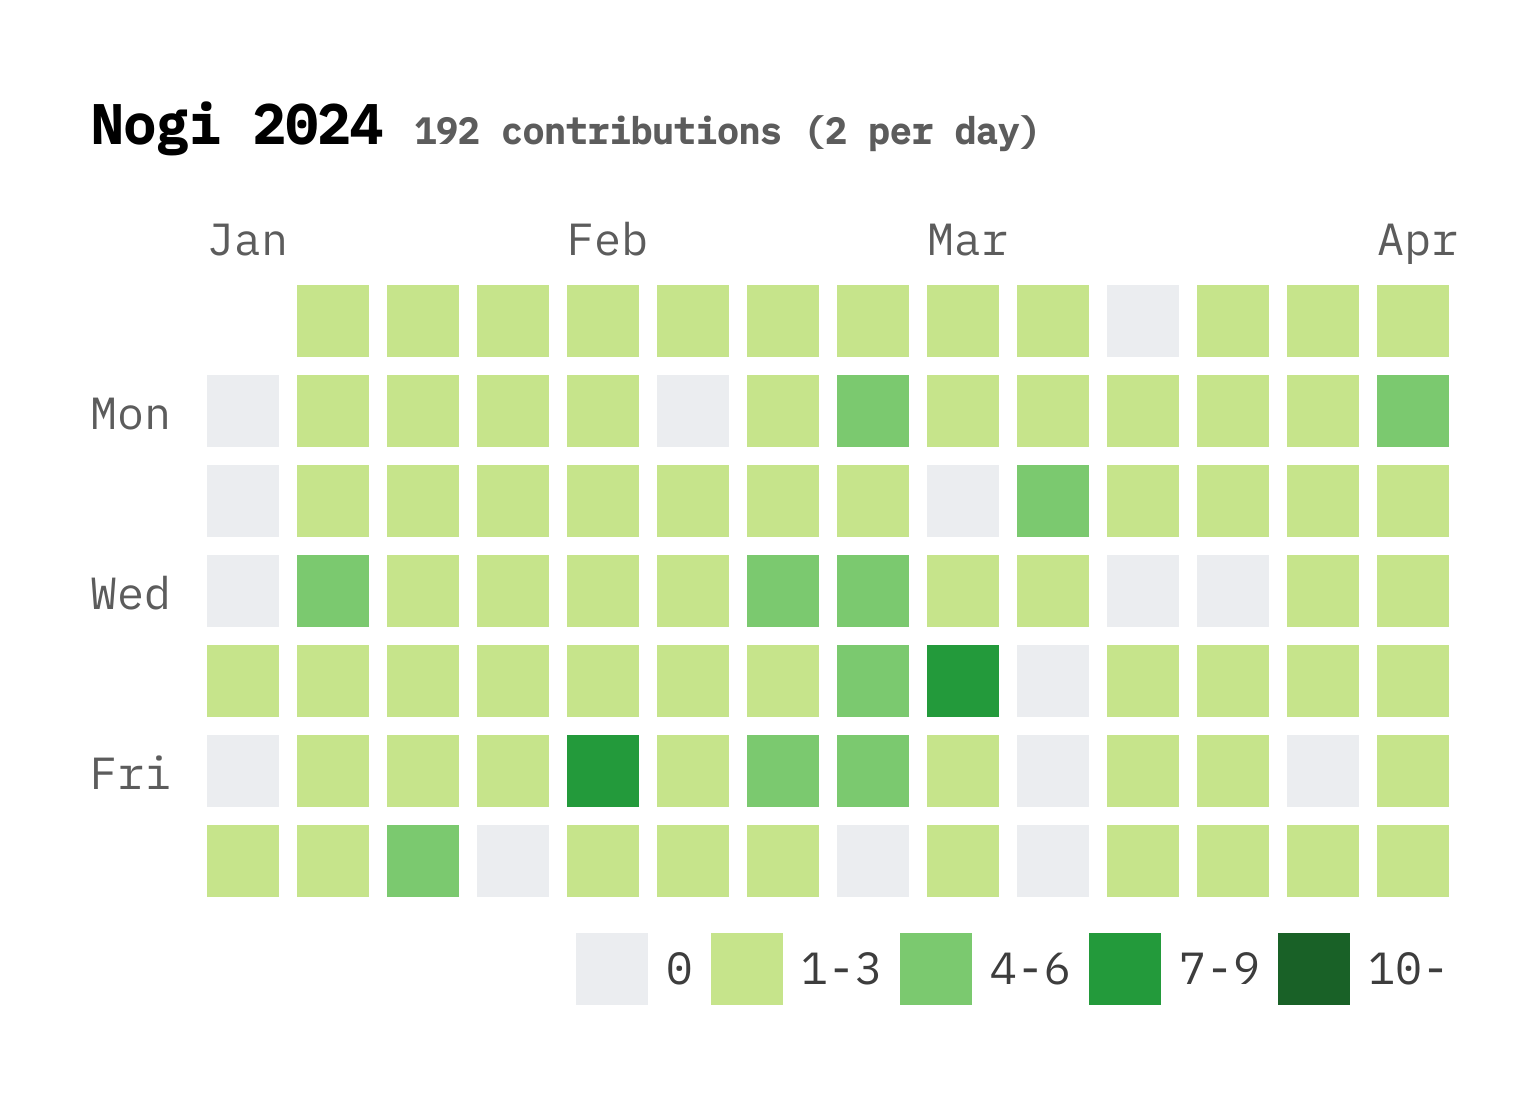 Nogi 2024 192 contributions (2 per day)
Jan Feb Mar Apr
Mon
Wed
Fri
0 1-3 4-6 7-9 10-